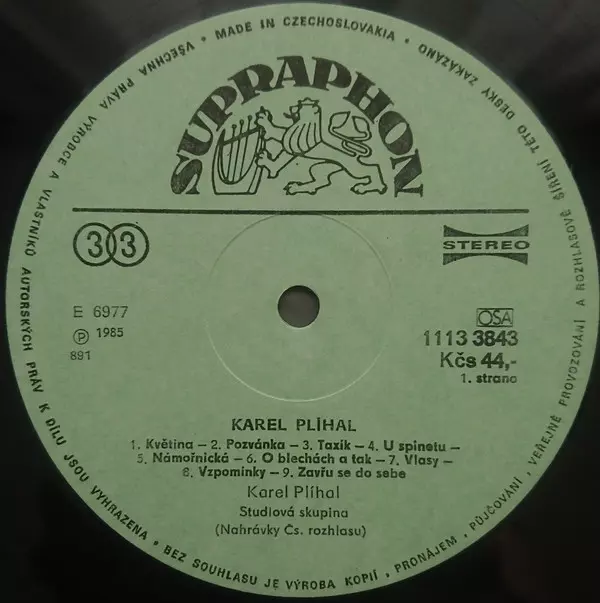 VŠECHNA PRÁVA VÝROBCE A VLASTNÍKŮ AUTORSKÝCH PRÁV K DÍLU JSOU VYHRAZENA • BEZ SOUHLASU JE VÝROBA KOPIÍ, PRONÁJEM, PŮJČOVÁNÍ, VEŘEJNÉ PROVOZOVÁNÍ A ROZHLASOVÉ ŠÍŘENÍ TÉTO DESKY ZAKÁZÁNO • MADE IN CZECHOSLOVAKIA •
SUPRAPHON
33
STEREO
E 6977
Ⓟ 1985
891
OSA
1113 3843
Kčs 44,-
1. strana
KAREL PLÍHAL
1. Květina – 2. Pozvánka – 3. Taxík – 4. U spinetu –
5. Námořnická – 6. O blechách a tak – 7. Vlasy –
8. Vzpomínky – 9. Zavřu se do sebe
Karel Plíhal
Studiová skupina
(Nahrávky Čs. rozhlasu)